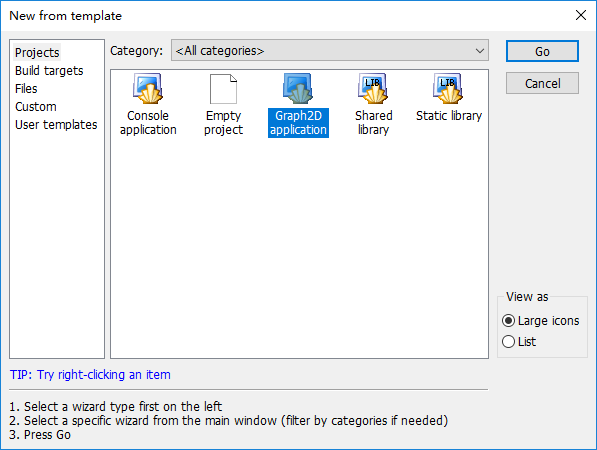 New from template
Projects
Build targets
Files
Custom
User templates
Category: <All categories>
Go
Cancel
Console
application
Empty
project
Graph2D
application
LIB
Shared
library
LIB
Static library
View as
Large icons
List
TIP: Try right-clicking an item
1. Select a wizard type first on the left
2. Select a specific wizard from the main window (filter by categories if needed)
3. Press Go